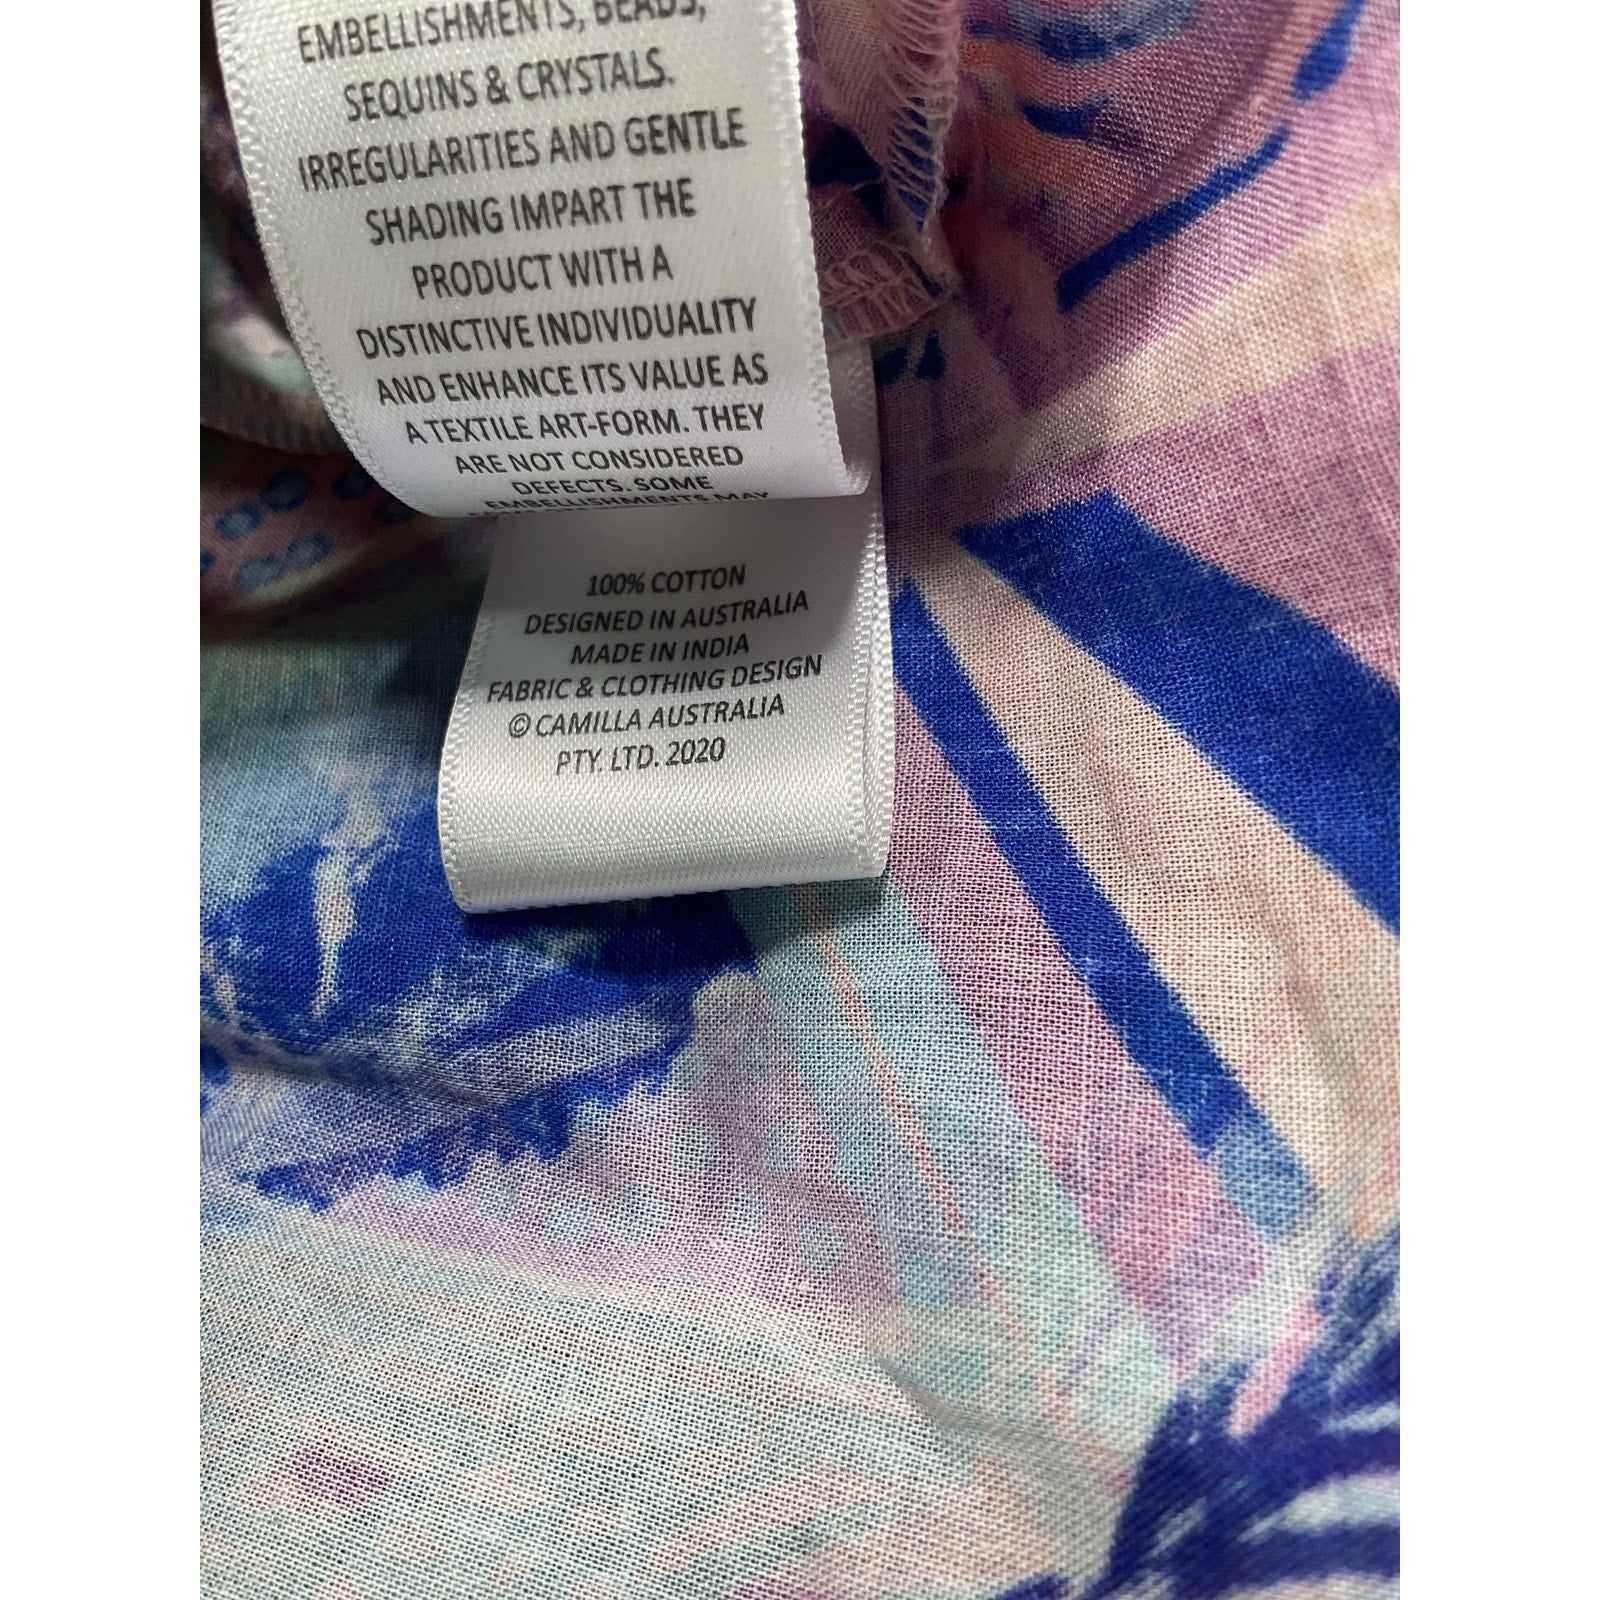 EMBELLISHMENTS, BEADS,
SEQUINS & CRYSTALS.
IRREGULARITIES AND GENTLE
SHADING IMPART THE
PRODUCT WITH A
DISTINCTIVE INDIVIDUALITY
AND ENHANCE ITS VALUE AS
A TEXTILE ART-FORM. THEY
ARE NOT CONSIDERED
DEFECTS. SOME
EMBELLISHMENTS MAY
100% COTTON
DESIGNED IN AUSTRALIA
MADE IN INDIA
FABRIC & CLOTHING DESIGN
© CAMILLA AUSTRALIA
PTY. LTD. 2020